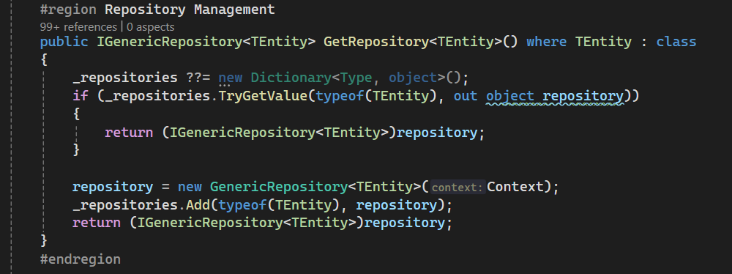 #region Repository Management
99+ references | 0 aspects
public IGenericRepository<TEntity> GetRepository<TEntity>() where TEntity : class
{
    _repositories ??= new Dictionary<Type, object>();
    if (_repositories.TryGetValue(typeof(TEntity), out object repository))
    {
        return (IGenericRepository<TEntity>)repository;
    }

    repository = new GenericRepository<TEntity>(context: Context);
    _repositories.Add(typeof(TEntity), repository);
    return (IGenericRepository<TEntity>)repository;
}
#endregion